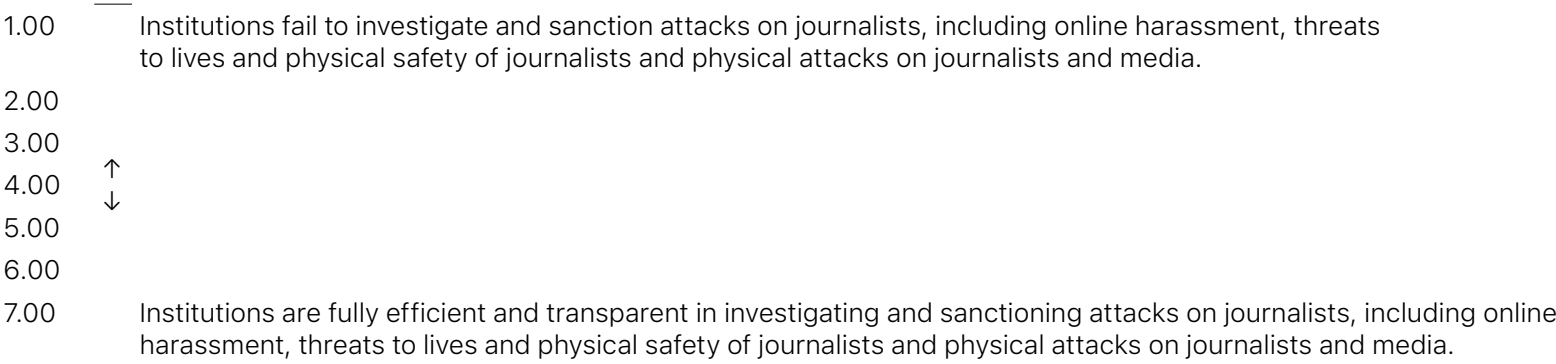 1.00 Institutions fail to investigate and sanction attacks on journalists, including online harassment, threats
to lives and physical safety of journalists and physical attacks on journalists and media.
2.00
3.00
↑
4.00
↓
5.00
6.00
7.00 Institutions are fully efficient and transparent in investigating and sanctioning attacks on journalists, including online
harassment, threats to lives and physical safety of journalists and physical attacks on journalists and media.